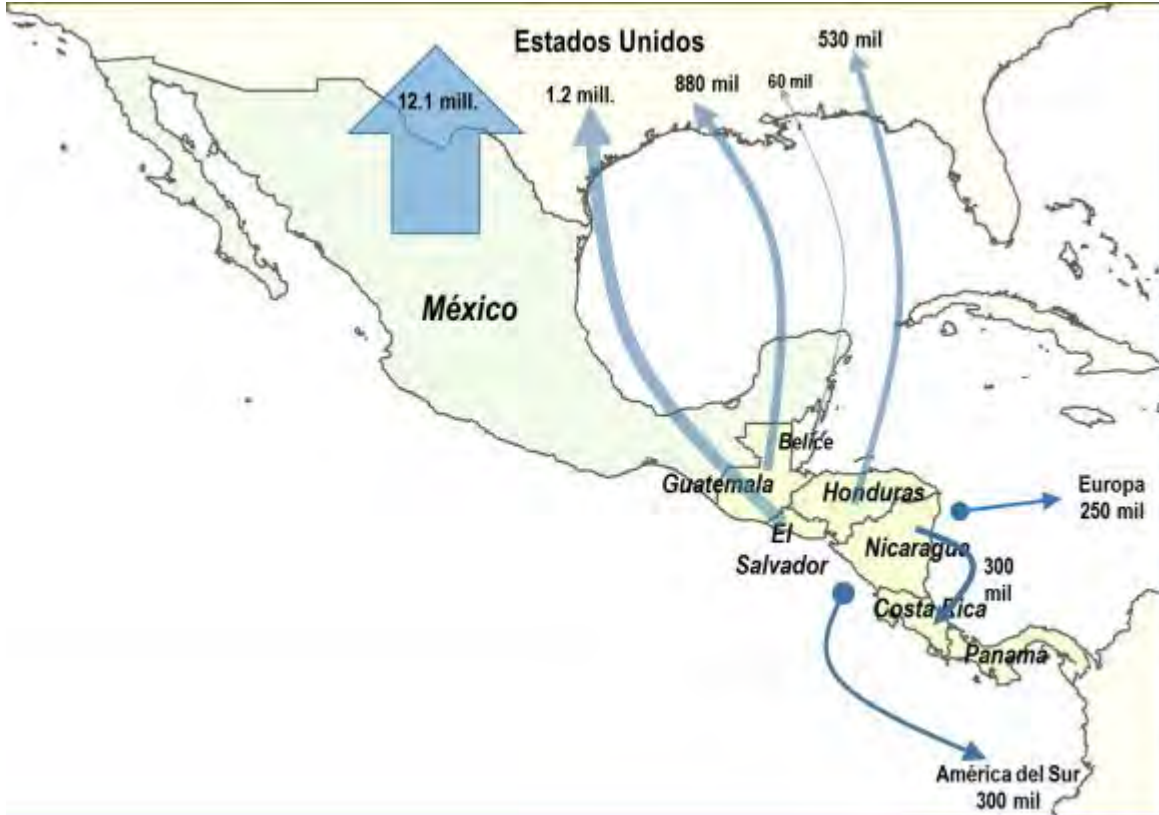 Estados Unidos
530 mil
12.1 mill.
1.2 mill.
880 mil
60 mil
México
Belice
Guatemala
Honduras
Europa
250 mil
El
Salvador
Nicaragua
300
mil
Costa Rica
Panamá
América del Sur
300 mil